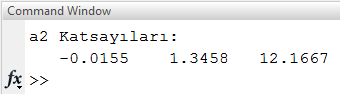 Command Window
a2 Katsayıları:
-0.0155 1.3458 12.1667
fx >>